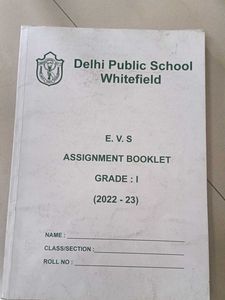 Delhi Public School
Whitefield
E. V. S
ASSIGNMENT BOOKLET
GRADE : I
(2022 - 23)
NAME :
CLASS/SECTION :
ROLL NO :